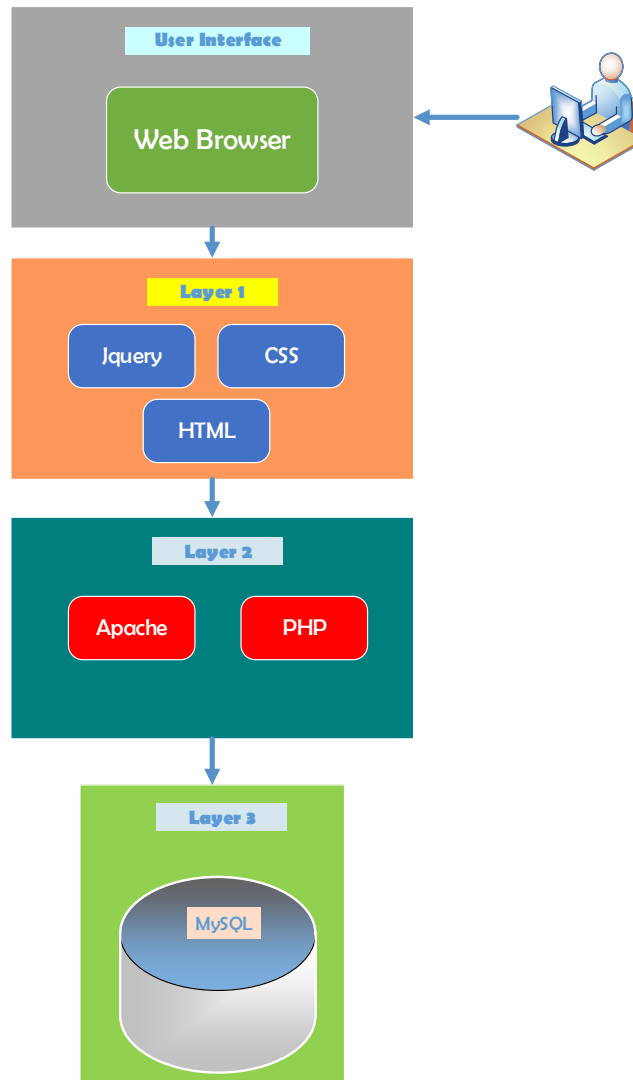 User Interface
Web Browser
Layer 1
Jquery
CSS
HTML
Layer 2
Apache
PHP
Layer 3
MySQL